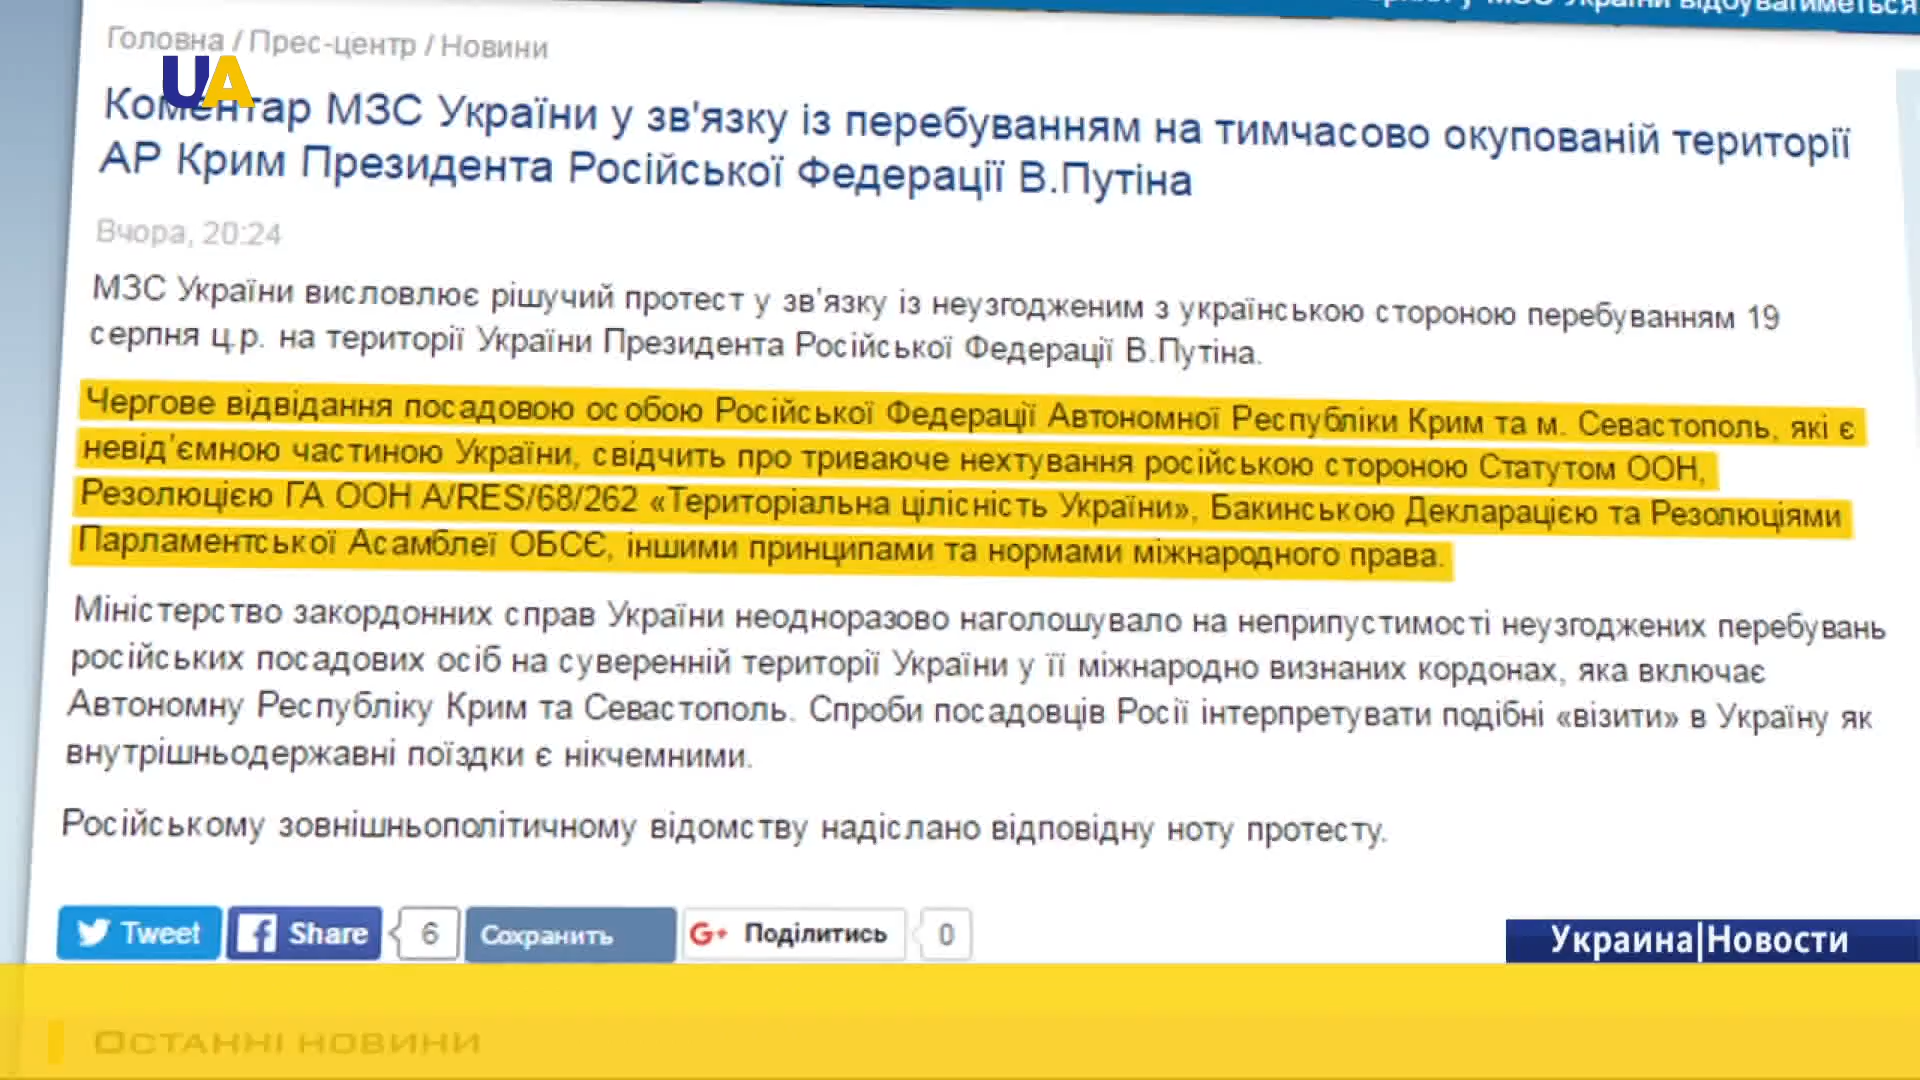 МЗС України відбуватиметься
Головна / Прес-центр / Новини
UA
Коментар МЗС України у зв'язку із перебуванням на тимчасово окупованій території
АР Крим Президента Російської Федерації В.Путіна
Вчора, 20:24
МЗС України висловлює рішучий протест у зв’язку із неузгодженим з українською стороною перебуванням 19
серпня ц.р. на території України Президента Російської Федерації В.Путіна.
Чергове відвідання посадовою особою Російської Федерації Автономної Республіки Крим та м. Севастополь, які є
невід’ємною частиною України, свідчить про триваюче нехтування російською стороною Статутом ООН,
Резолюцією ГА ООН A/RES/68/262 «Територіальна цілісність України», Бакинською Декларацією та Резолюціями
Парламентської Асамблеї ОБСЄ, іншими принципами та нормами міжнародного права.
Міністерство закордонних справ України неодноразово наголошувало на неприпустимості неузгоджених перебувань
російських посадових осіб на суверенній території України у її міжнародно визнаних кордонах, яка включає
Автономну Республіку Крим та Севастополь. Спроби посадовців Росії інтерпретувати подібні «візити» в Україну як
внутрішньодержавні поїздки є нікчемними.
Російському зовнішньополітичному відомству надіслано відповідну ноту протесту.
Tweet Share 6 Сохранить G+ Поділитись 0
Украина|Новости
Останні новини